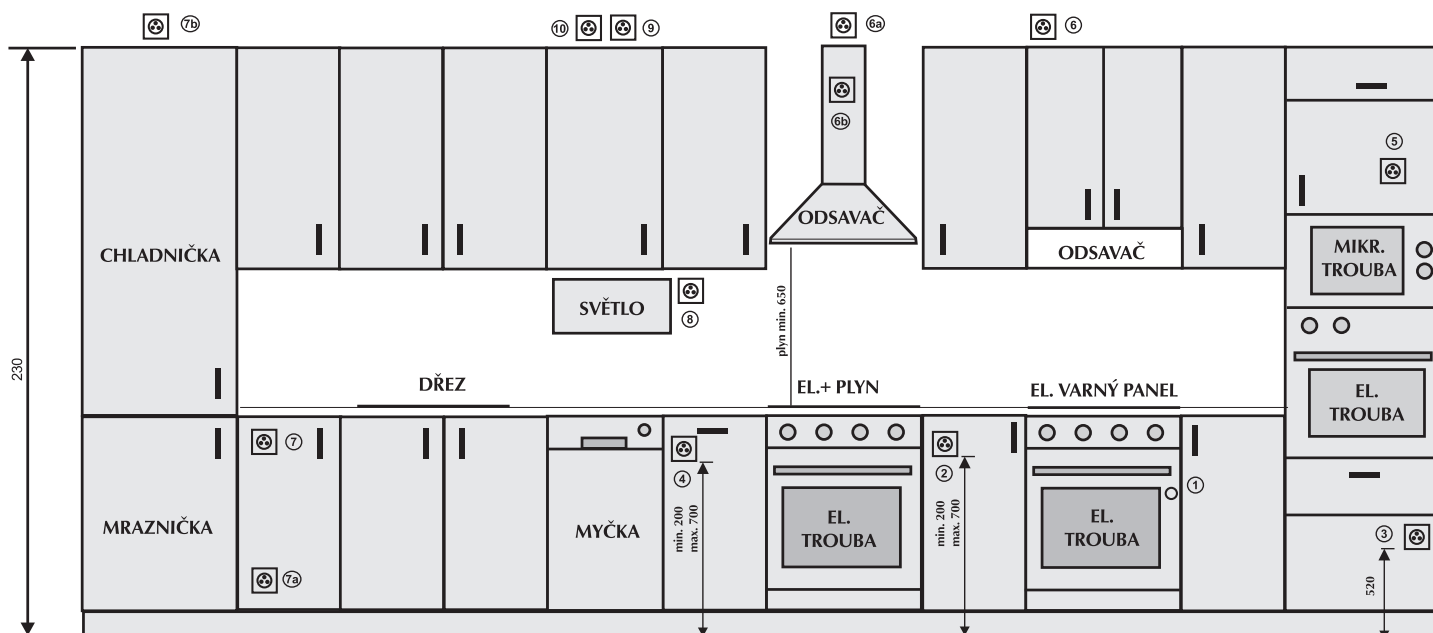 7b
10
9
6a
6
6b
5
ODSAVAČ
CHLADNIČKA
ODSAVAČ
MIKR.
TROUBA
SVĚTLO
8
plyn min. 650
230
DŘEZ
EL.+ PLYN
EL. VARNÝ PANEL
EL.
TROUBA
7
4
2
1
min. 200
max. 700
min. 200
max. 700
MRAZNIČKA
MYČKA
EL.
TROUBA
EL.
TROUBA
3
7a
520